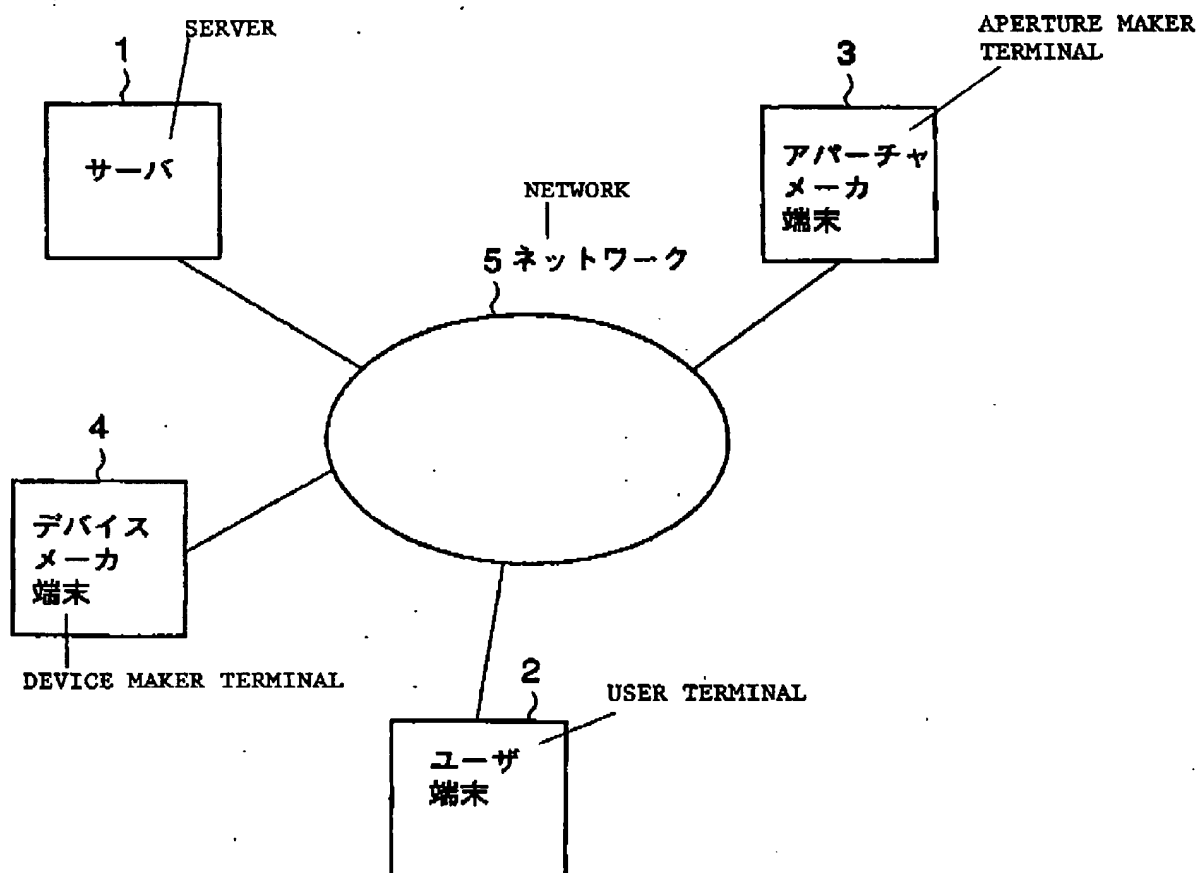 SERVER
1
サーバ
APERTURE MAKER
TERMINAL
3
アパーチャ
メーカ
端末
NETWORK
5 ネットワーク
4
デバイス
メーカ
端末
DEVICE MAKER TERMINAL
2
USER TERMINAL
ユーザ
端末